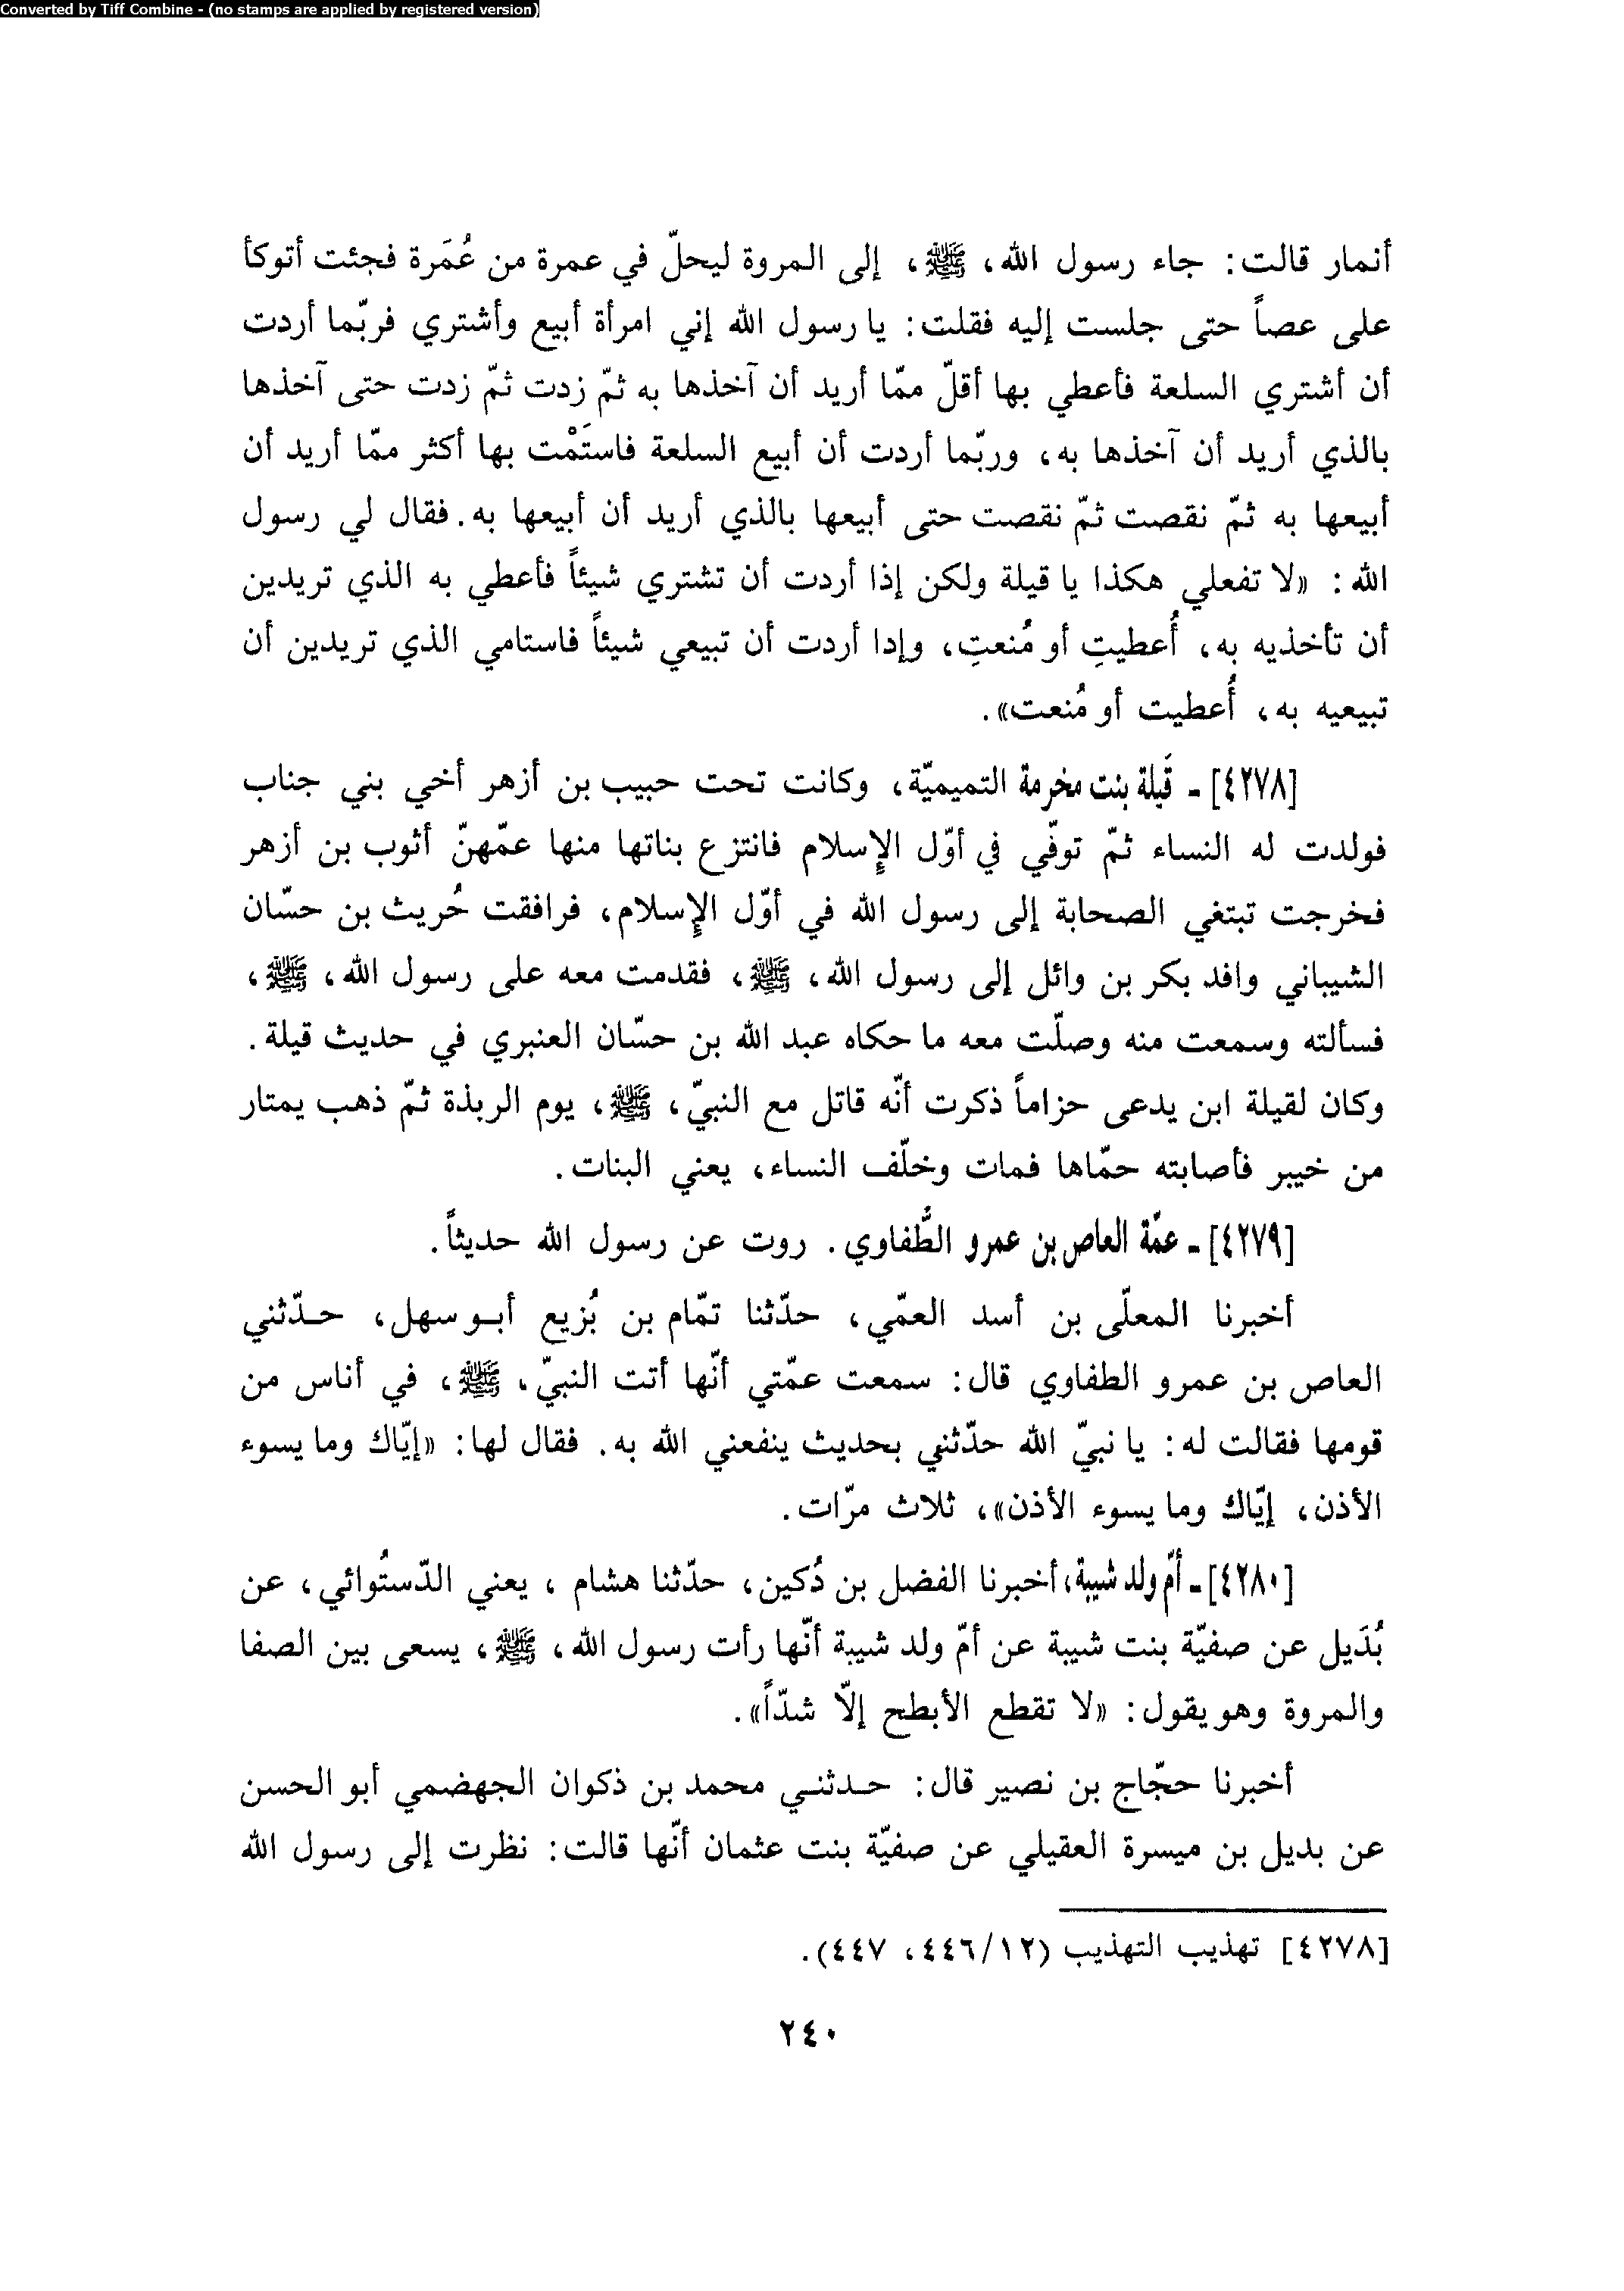 Converted by Tiff Combine - (no stamps are applied by registered version)
أنمار قالت: جاء رسول الله، ﷺ، إلى المروة ليحلّ في عمرة من عُمَرة فجئت أتوكأ
على عصاً حتى جلست إليه فقلت: يا رسول الله إني امرأة أبيع وأشتري فربّما أردت
أن أشتري السلعة فأعطي بها أقلّ ممّا أريد أن آخذها به ثمّ زدت ثمّ زدت حتى آخذها
بالذي أريد أن آخذها به، وربّما أردت أن أبيع السلعة فاستَمْت بها أكثر ممّا أريد أن
أبيعها به ثمّ نقصت ثمّ نقصت حتى أبيعها بالذي أريد أن أبيعها به. فقال لي رسول
الله: «لا تفعلي هكذا يا قيلة ولكن إذا أردت أن تشتري شيئاً فأعطي به الذي تريدين
أن تأخذيه به، أُعطيتِ أو مُنعتِ، وإدا أردت أن تبيعي شيئاً فاستامي الذي تريدين أن
تبيعيه به، أُعطيت أو مُنعت».
[٤٢٧٨] - قَيلة بنت مخرمة التميميّة، وكانت تحت حبيب بن أزهر أخي بني جناب
فولدت له النساء ثمّ توفّي في أوّل الإسلام فانتزع بناتها منها عمّهنّ أثوب بن أزهر
فخرجت تبتغي الصحابة إلى رسول الله في أوّل الإسلام، فرافقت حُريث بن حسّان
الشيباني وافد بكر بن وائل إلى رسول الله، ﷺ، فقدمت معه على رسول الله، ﷺ،
فسألته وسمعت منه وصلّت معه ما حكاه عبد الله بن حسّان العنبري في حديث قيلة.
وكان لقيلة ابن يدعى حزاماً ذكرت أنّه قاتل مع النبيّ، ﷺ، يوم الربذة ثمّ ذهب يمتار
من خيبر فأصابته حمّاها فمات وخلّف النساء، يعني البنات.
[٤٢٧٩] - عمّة العاص بن عمرو الطُّفاوي. روت عن رسول الله حديثاً.
أخبرنا المعلّى بن أسد العمّي، حدّثنا تمّام بن بُزيع أبو سهل، حدّثني
العاص بن عمرو الطفاوي قال: سمعت عمّتي أنّها أتت النبيّ، ﷺ، في أناس من
قومها فقالت له: يا نبيّ الله حدّثني بحديث ينفعني الله به. فقال لها: «إيّاك وما يسوء
الأذن، إيّاك وما يسوء الأذن»، ثلاث مرّات.
[٤٢٨٠] - أمّ ولد شيبة، أخبرنا الفضل بن دُكين، حدّثنا هشام، يعني الدّستُوائي، عن
بُدَيل عن صفيّة بنت شيبة عن أمّ ولد شيبة أنّها رأت رسول الله، ﷺ، يسعى بين الصفا
والمروة وهو يقول: «لا تقطع الأبطح إلّا شدّاً».
أخبرنا حجّاج بن نصير قال: حدثني محمد بن ذكوان الجهضمي أبو الحسن
عن بديل بن ميسرة العقيلي عن صفيّة بنت عثمان أنّها قالت: نظرت إلى رسول الله
[٤٢٧٨] تهذيب التهذيب (١٢/٤٤٦، ٤٤٧).
٢٤٠